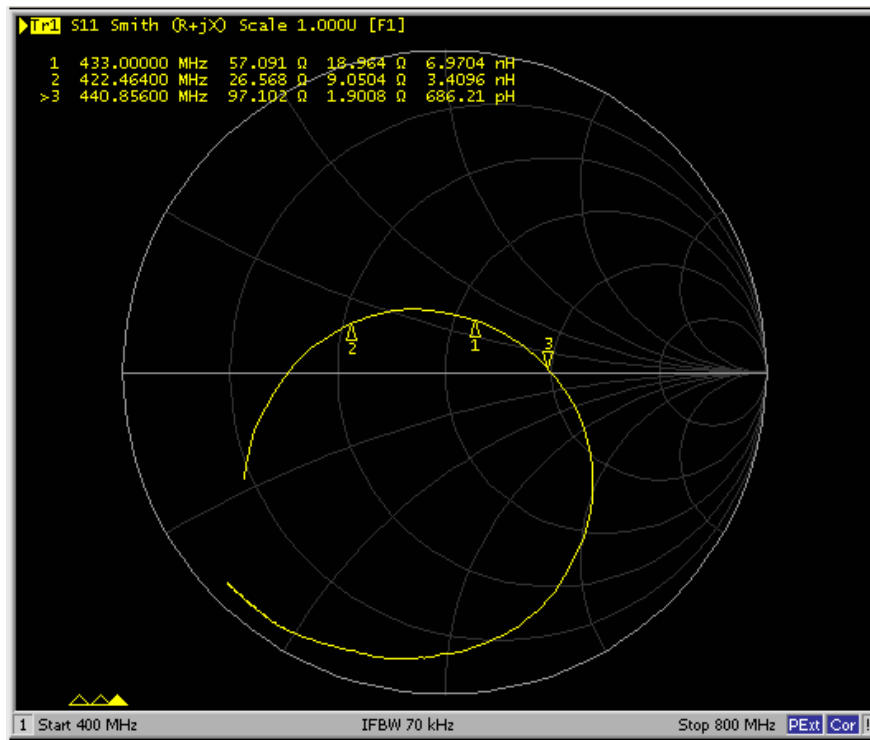 Tr1 S11 Smith (R+jX) Scale 1.000U [F1]
1 433.00000 MHz 57.091 Ω 18.964 Ω 6.9704 nH
2 422.46400 MHz 26.568 Ω 9.0504 Ω 3.4096 nH
>3 440.85600 MHz 97.102 Ω 1.9008 Ω 686.21 pH
3
2
1
1 Start 400 MHz IFBW 70 kHz Stop 800 MHz PExt Cor !